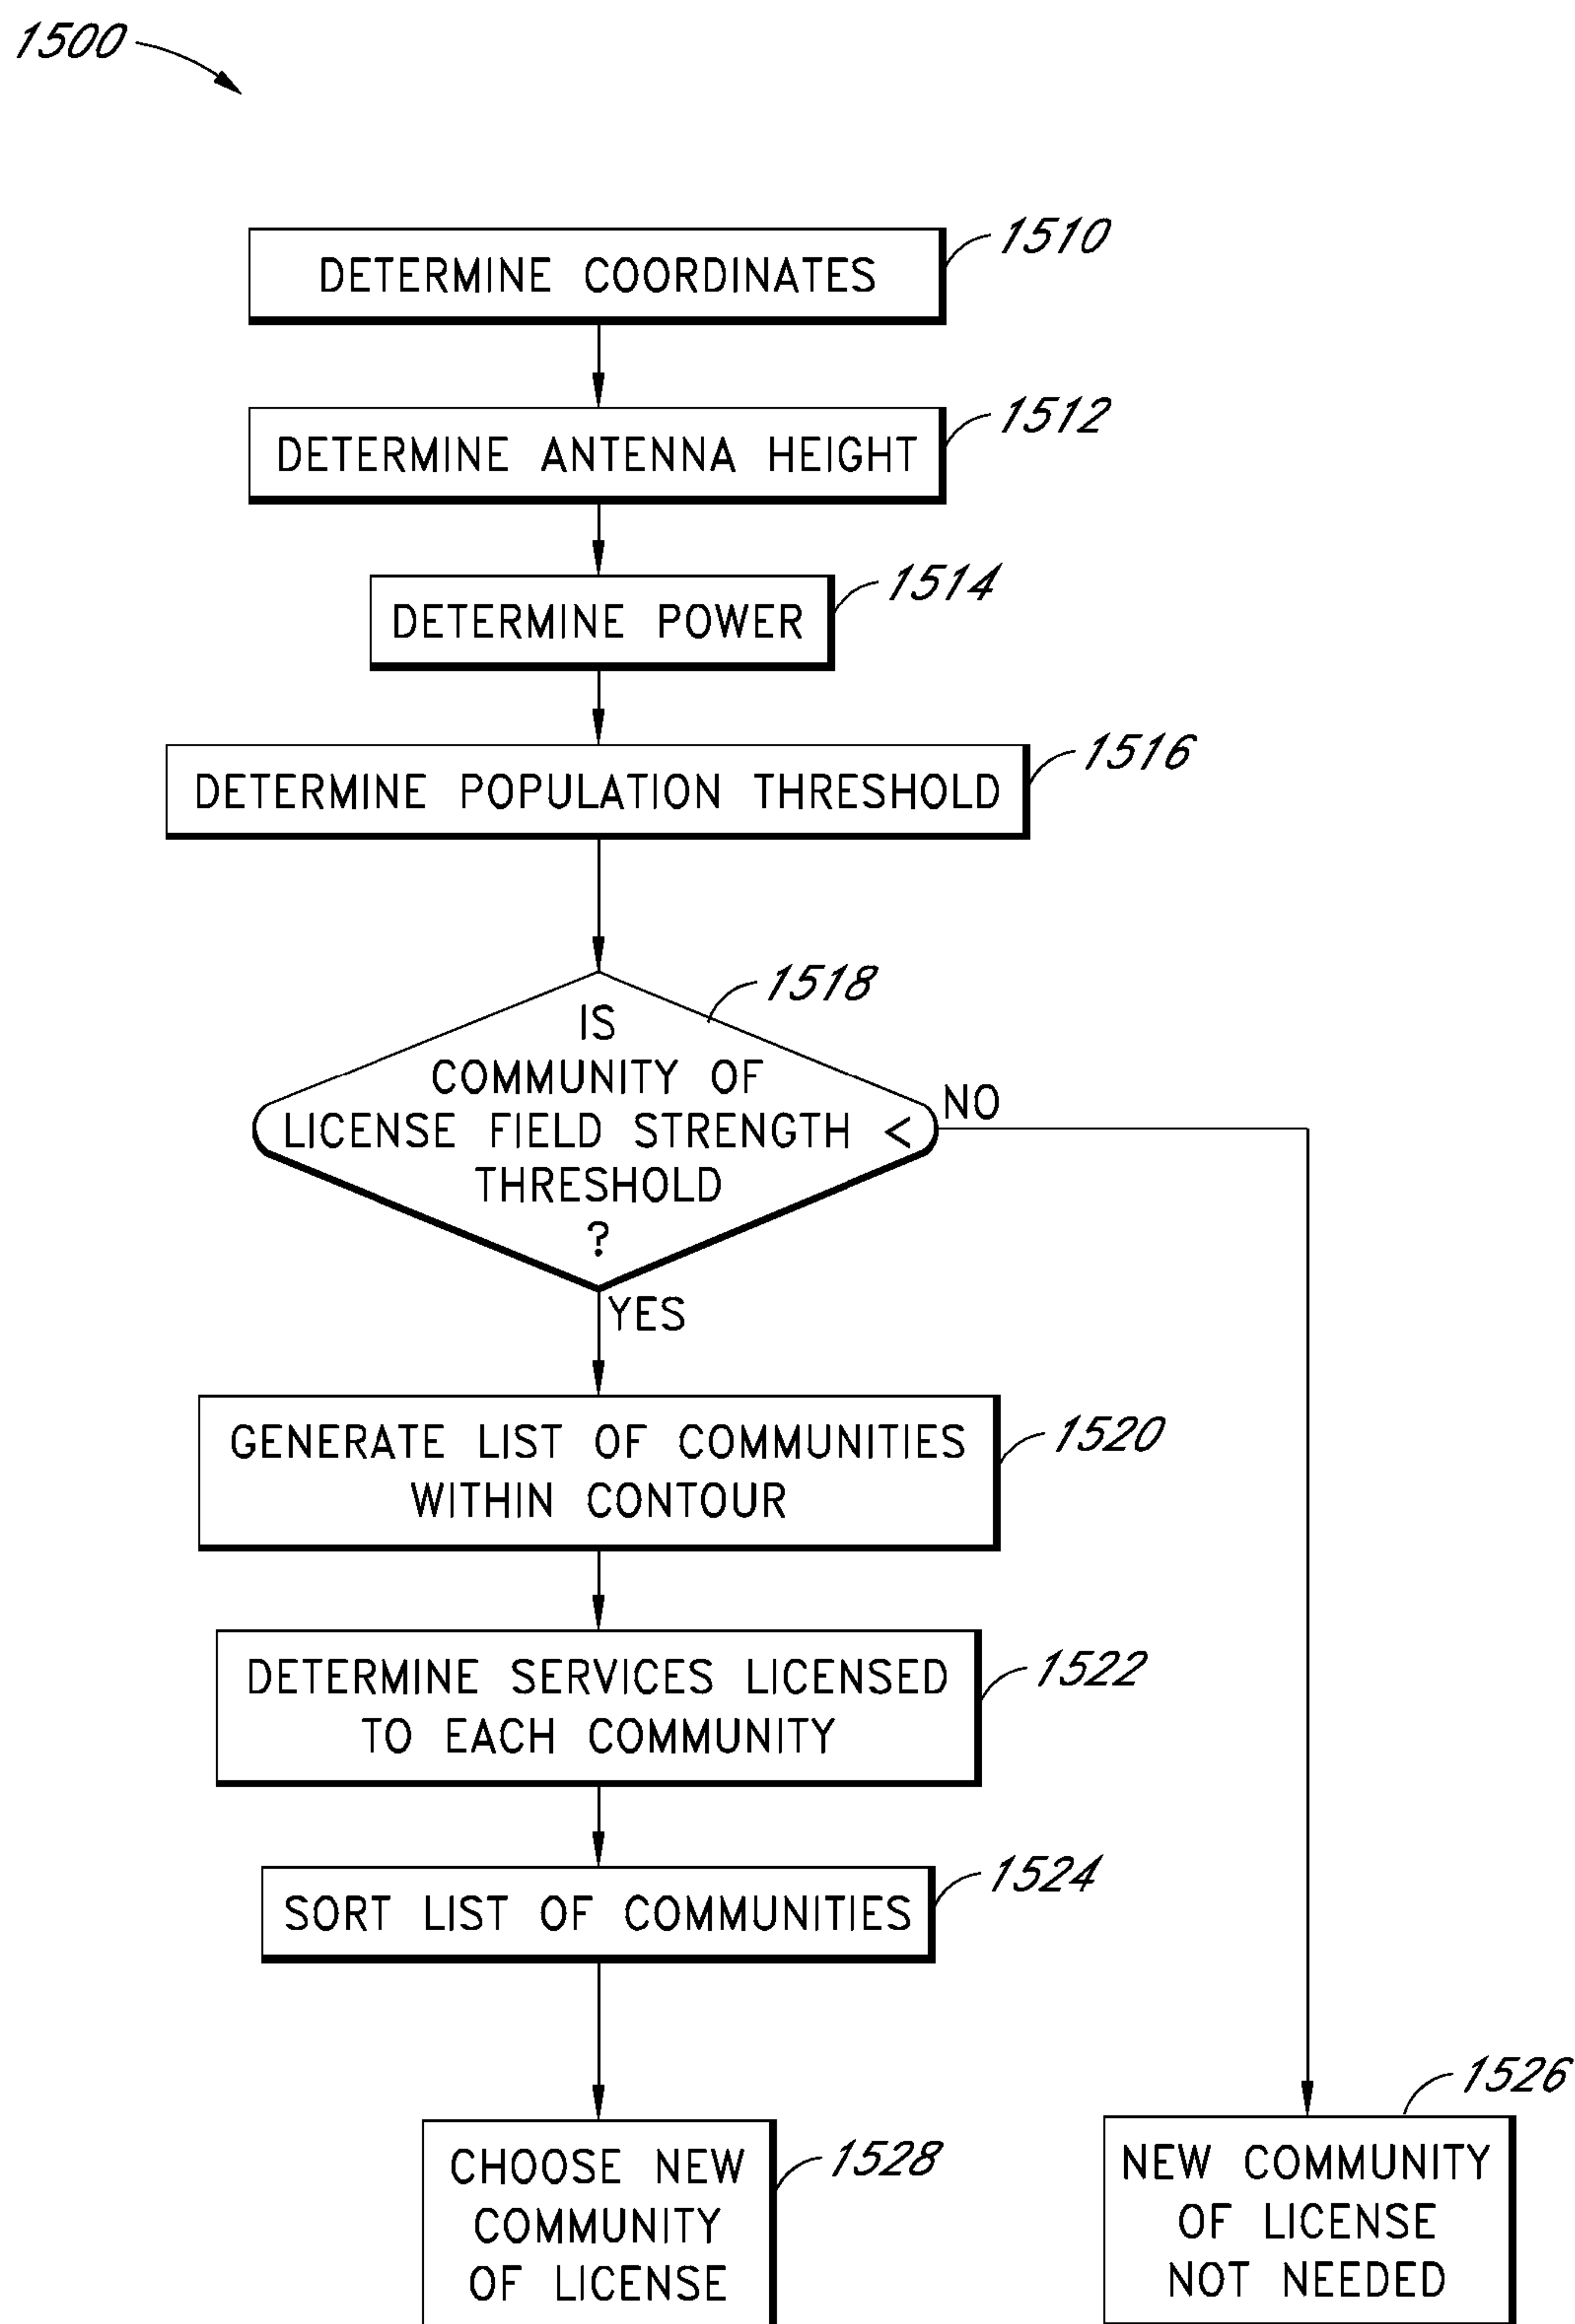 1500
DETERMINE COORDINATES
1510
DETERMINE ANTENNA HEIGHT
1512
DETERMINE POWER
1514
DETERMINE POPULATION THRESHOLD
1516
1518
IS
COMMUNITY OF
LICENSE FIELD STRENGTH <
THRESHOLD
?
NO
YES
GENERATE LIST OF COMMUNITIES
WITHIN CONTOUR
1520
DETERMINE SERVICES LICENSED
TO EACH COMMUNITY
1522
SORT LIST OF COMMUNITIES
1524
CHOOSE NEW
COMMUNITY
OF LICENSE
1528
1526
NEW COMMUNITY
OF LICENSE
NOT NEEDED